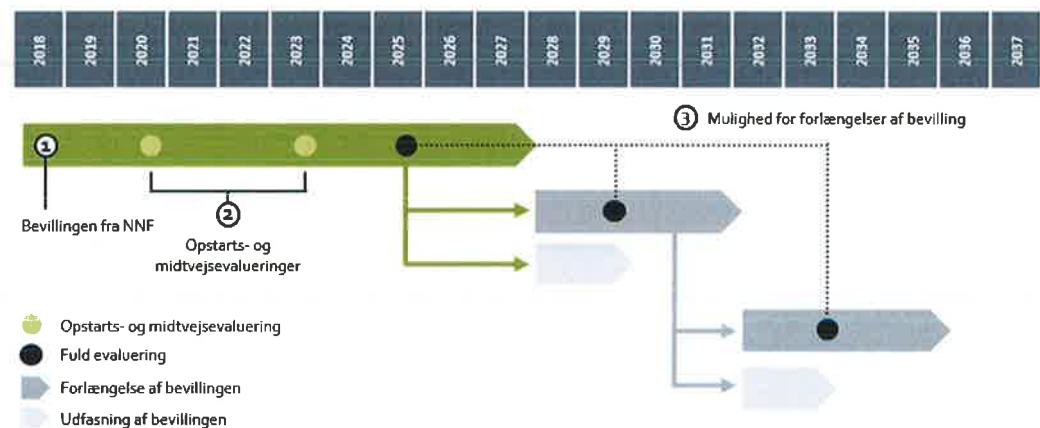 2018 2019 2020 2021 2022 2023 2024 2025 2026 2027 2028 2029 2030 2031 2032 2033 2034 2035 2036 2037
3 Mulighed for forlængelser af bevilling
1
Bevillingen fra NNF
2
Opstarts- og
midtvejsevalueringer
Opstarts- og midtvejsevaluering
Fuld evaluering
Forlængelse af bevillingen
Udfasning af bevillingen